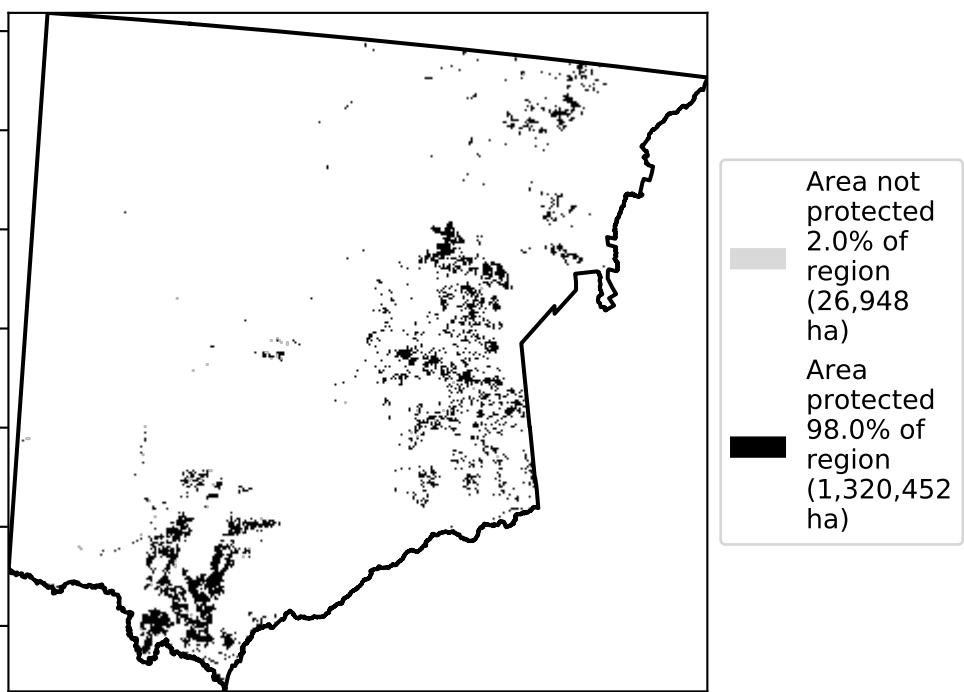 Area not
protected
2.0% of
region
(26,948
ha)
Area
protected
98.0% of
region
(1,320,452
ha)